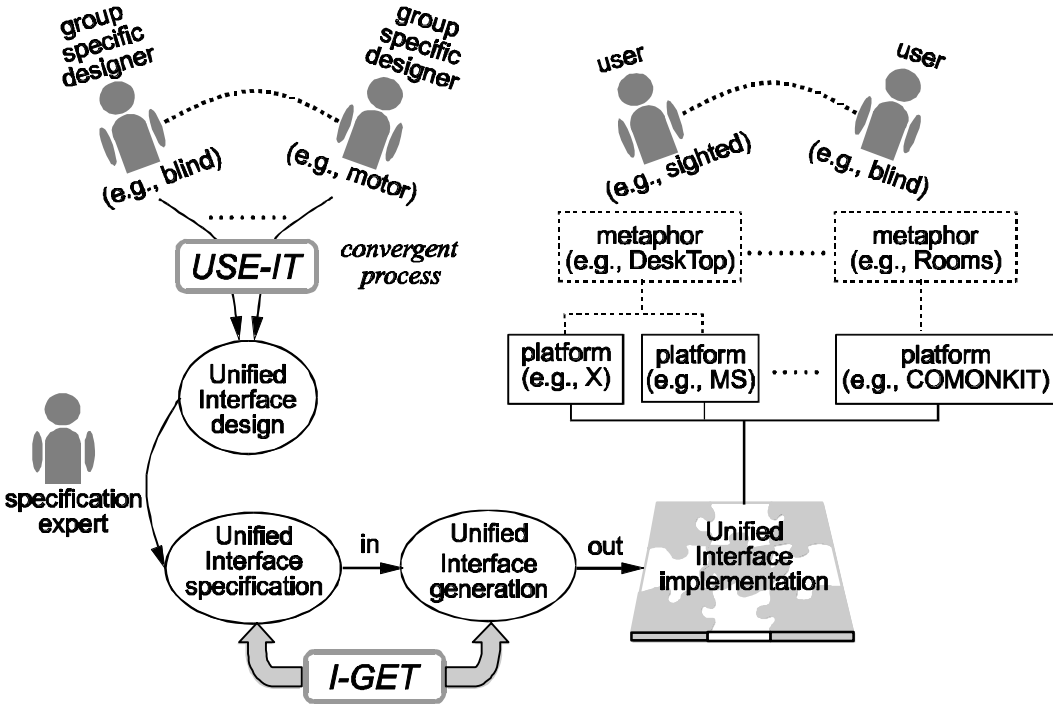 group
specific
designer
group
specific
designer
user
user
(e.g., blind)
(e.g., motor)
(e.g., sighted)
(e.g., blind)
USE-IT
convergent
process
metaphor
(e.g., DeskTop)
metaphor
(e.g., Rooms)
platform
(e.g., X)
platform
(e.g., MS)
platform
(e.g., COMONKIT)
Unified
Interface
design
specification
expert
Unified
Interface
specification
in
Unified
Interface
generation
out
Unified
Interface
implementation
I-GET